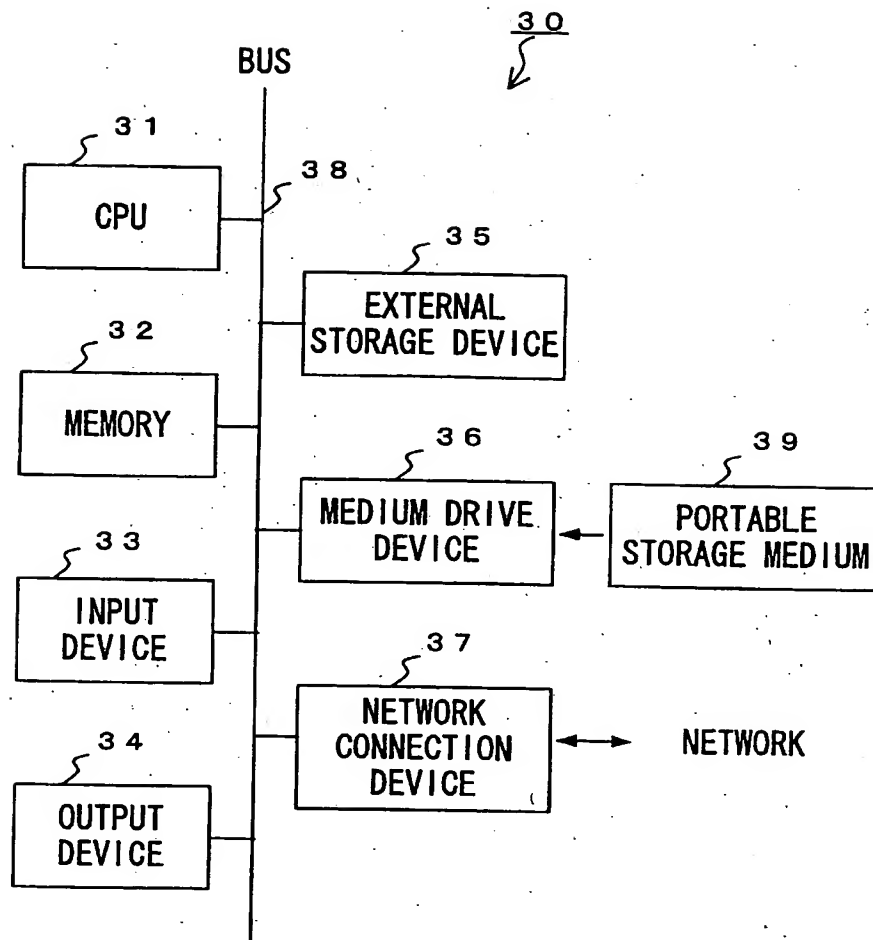 30
BUS
31
CPU
38
35
EXTERNAL
STORAGE DEVICE
32
MEMORY
36
MEDIUM DRIVE
DEVICE
39
PORTABLE
STORAGE MEDIUM
33
INPUT
DEVICE
37
NETWORK
CONNECTION
DEVICE
NETWORK
34
OUTPUT
DEVICE